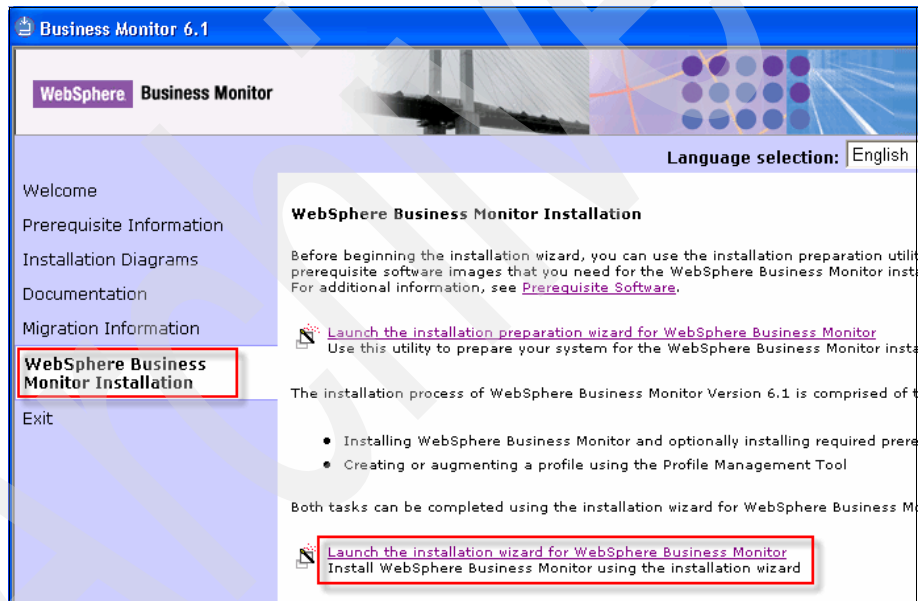 Business Monitor 6.1
WebSphere. Business Monitor
Language selection: English
Welcome
Prerequisite Information
Installation Diagrams
Documentation
Migration Information
WebSphere Business
Monitor Installation
Exit
WebSphere Business Monitor Installation
Before beginning the installation wizard, you can use the installation preparation utilit
prerequisite software images that you need for the WebSphere Business Monitor insta
For additional information, see Prerequisite Software.
Launch the installation preparation wizard for WebSphere Business Monitor
Use this utility to prepare your system for the WebSphere Business Monitor insta
The installation process of WebSphere Business Monitor Version 6.1 is comprised of t
• Installing WebSphere Business Monitor and optionally installing required prere
• Creating or augmenting a profile using the Profile Management Tool
Both tasks can be completed using the installation wizard for WebSphere Business Mo
Launch the installation wizard for WebSphere Business Monitor
Install WebSphere Business Monitor using the installation wizard